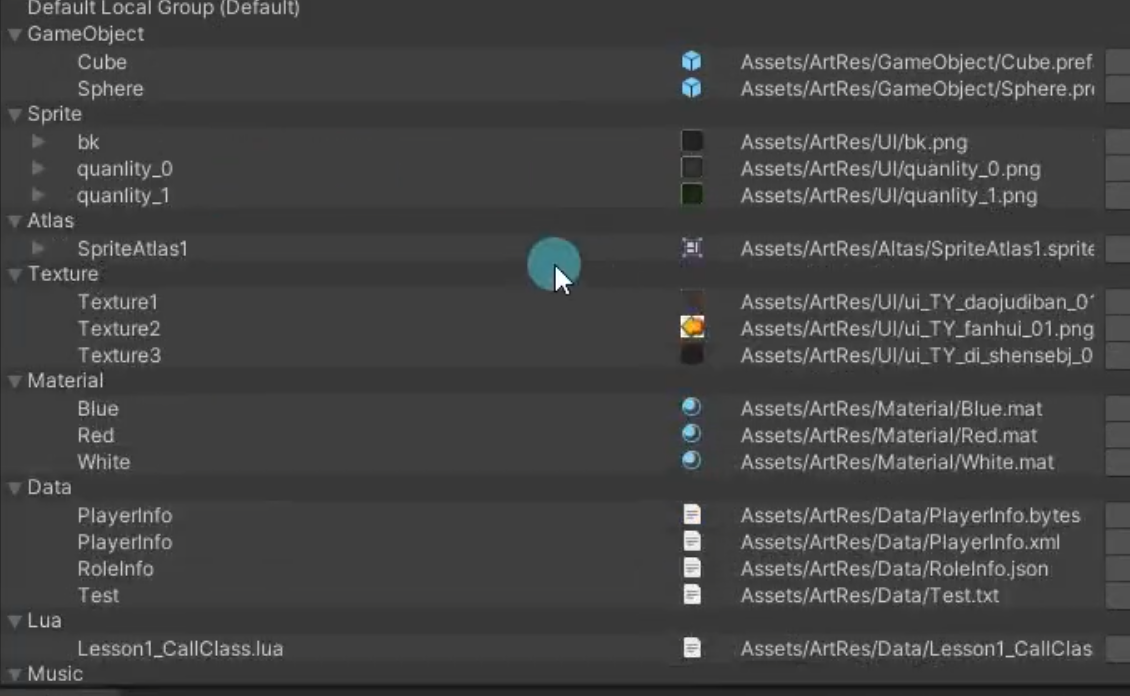 Default Local Group (Default)
GameObject
Cube Assets/ArtRes/GameObject/Cube.pref
Sphere Assets/ArtRes/GameObject/Sphere.pr
Sprite
bk Assets/ArtRes/UI/bk.png
quanlity_0 Assets/ArtRes/UI/quanlity_0.png
quanlity_1 Assets/ArtRes/UI/quanlity_1.png
Atlas
SpriteAtlas1 Assets/ArtRes/Altas/SpriteAtlas1.sprite
Texture
Texture1 Assets/ArtRes/UI/ui_TY_daojudiban_01
Texture2 Assets/ArtRes/UI/ui_TY_fanhui_01.png
Texture3 Assets/ArtRes/UI/ui_TY_di_shensebj_0
Material
Blue Assets/ArtRes/Material/Blue.mat
Red Assets/ArtRes/Material/Red.mat
White Assets/ArtRes/Material/White.mat
Data
PlayerInfo Assets/ArtRes/Data/PlayerInfo.bytes
PlayerInfo Assets/ArtRes/Data/PlayerInfo.xml
RoleInfo Assets/ArtRes/Data/RoleInfo.json
Test Assets/ArtRes/Data/Test.txt
Lua
Lesson1_CallClass.lua Assets/ArtRes/Data/Lesson1_CallClas
Music